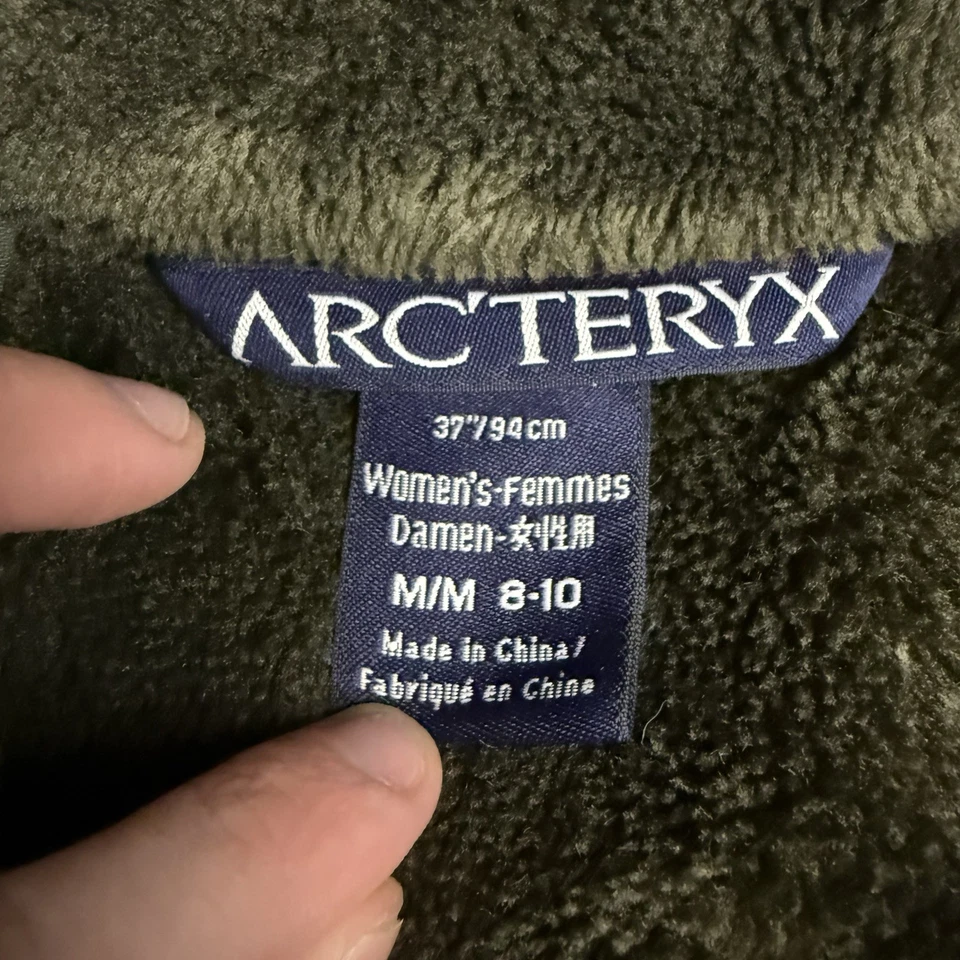 ARC'TERYX
37"/94cm
Women's-Femmes
Damen-女性用
M/M 8-10
Made in China/
Fabriqué en Chine